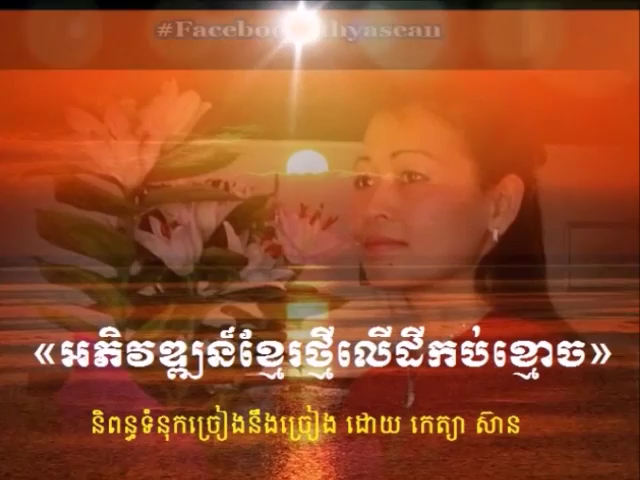 #Facebook
«អភិវឌ្ឍន៍ខ្មែរថ្មីលើដីកប់ខ្មោច»
និពន្ធទំនុកច្រៀងនឹងច្រៀង ដោយ កេត្យា ស៊ាន